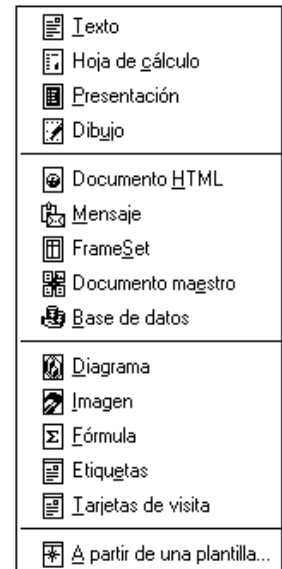 Texto
Hoja de cálculo
Presentación
Dibujo
Documento HTML
Mensaje
FrameSet
Documento maestro
Base de datos
Diagrama
Imagen
Fórmula
Etiquetas
Tarjetas de visita
A partir de una plantilla...